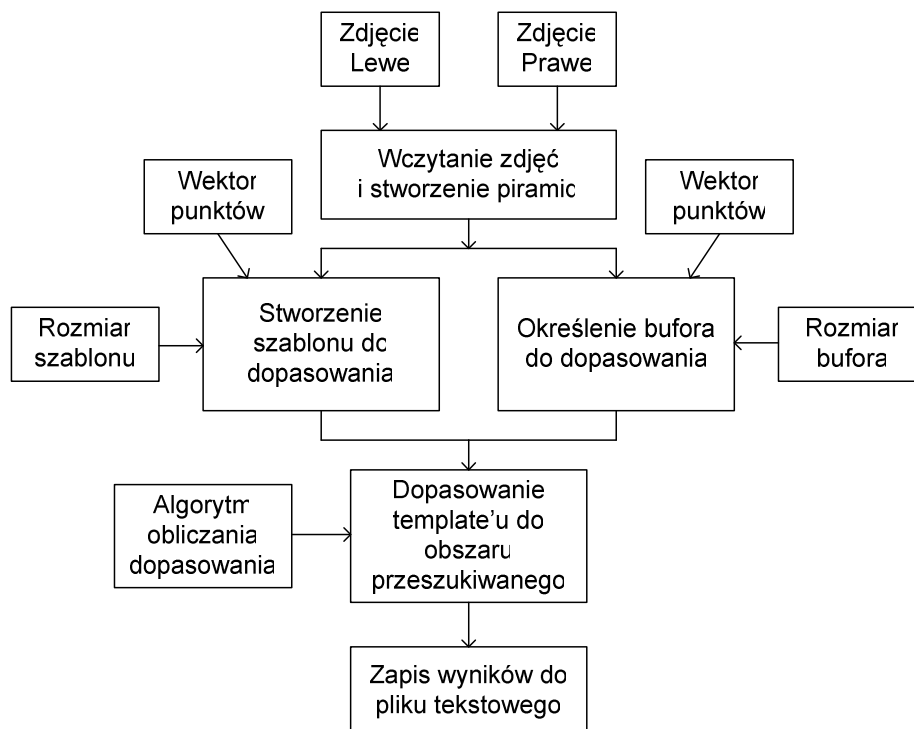 Zdjęcie
Lewe
Zdjęcie
Prawe
Wczytanie zdjęć
i stworzenie piramid
Wektor
punktów
Wektor
punktów
Rozmiar
szablonu
Stworzenie
szablonu do
dopasowania
Określenie bufora
do dopasowania
Rozmiar
bufora
Algorytm
obliczania
dopasowania
Dopasowanie
template’u do
obszaru
przeszukiwanego
Zapis wyników do
pliku tekstowego